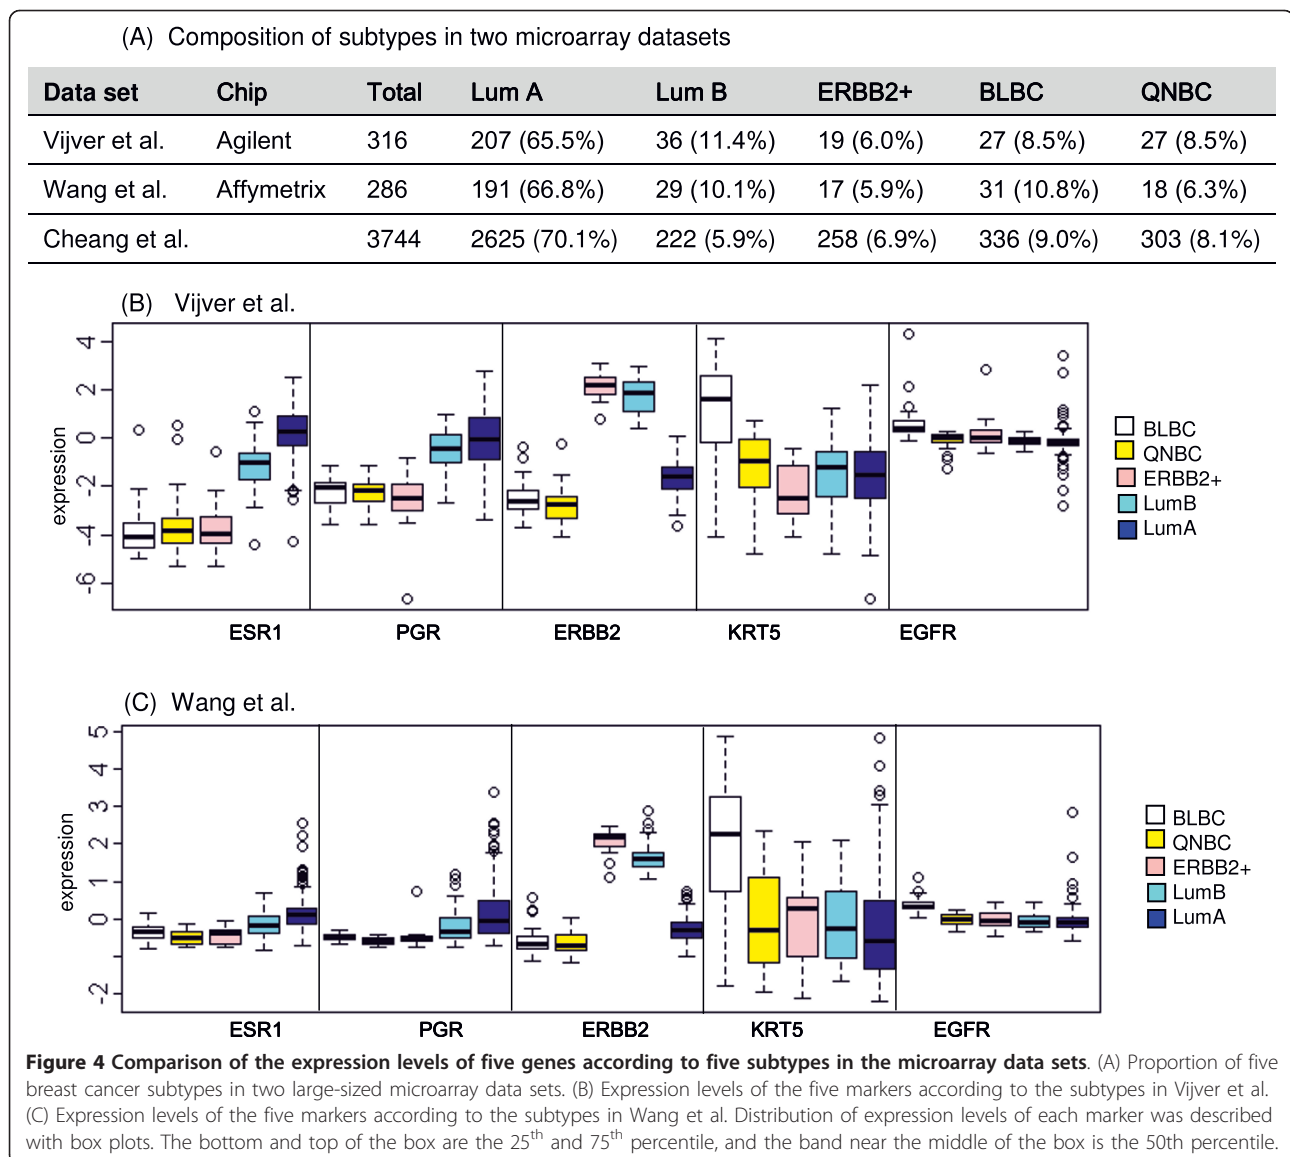 (A) Composition of subtypes in two microarray datasets
Data set Chip Total Lum A Lum B ERBB2+ BLBC QNBC
Vijver et al. Agilent 316 207 (65.5%) 36 (11.4%) 19 (6.0%) 27 (8.5%) 27 (8.5%)
Wang et al. Affymetrix 286 191 (66.8%) 29 (10.1%) 17 (5.9%) 31 (10.8%) 18 (6.3%)
Cheang et al. 3744 2625 (70.1%) 222 (5.9%) 258 (6.9%) 336 (9.0%) 303 (8.1%)
(B) Vijver et al.
4
2
0
-2
-4
-6
expression
BLBC
QNBC
ERBB2+
LumB
LumA
ESR1 PGR ERBB2 KRT5 EGFR
(C) Wang et al.
5
4
3
2
1
0
-2
expression
BLBC
QNBC
ERBB2+
LumB
LumA
ESR1 PGR ERBB2 KRT5 EGFR
Figure 4 Comparison of the expression levels of five genes according to five subtypes in the microarray data sets. (A) Proportion of five
breast cancer subtypes in two large-sized microarray data sets. (B) Expression levels of the five markers according to the subtypes in Vijver et al.
(C) Expression levels of the five markers according to the subtypes in Wang et al. Distribution of expression levels of each marker was described
with box plots. The bottom and top of the box are the 25th and 75th percentile, and the band near the middle of the box is the 50th percentile.